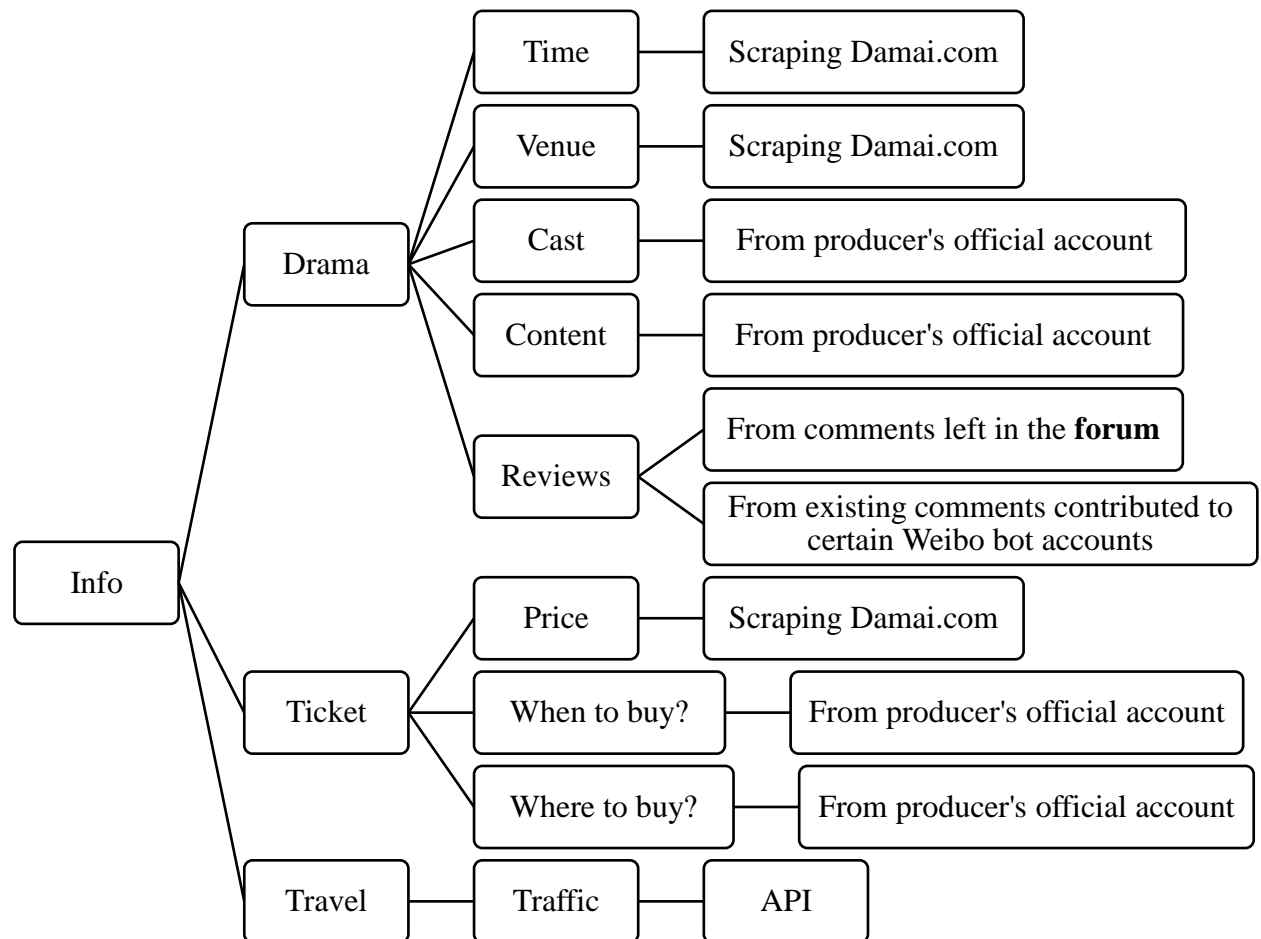 Time
Scraping Damai.com
Venue
Scraping Damai.com
Cast
From producer's official account
Drama
Content
From producer's official account
From comments left in the forum
Reviews
From existing comments contributed to
certain Weibo bot accounts
Info
Price
Scraping Damai.com
Ticket
When to buy?
From producer's official account
Where to buy?
From producer's official account
Travel
Traffic
API